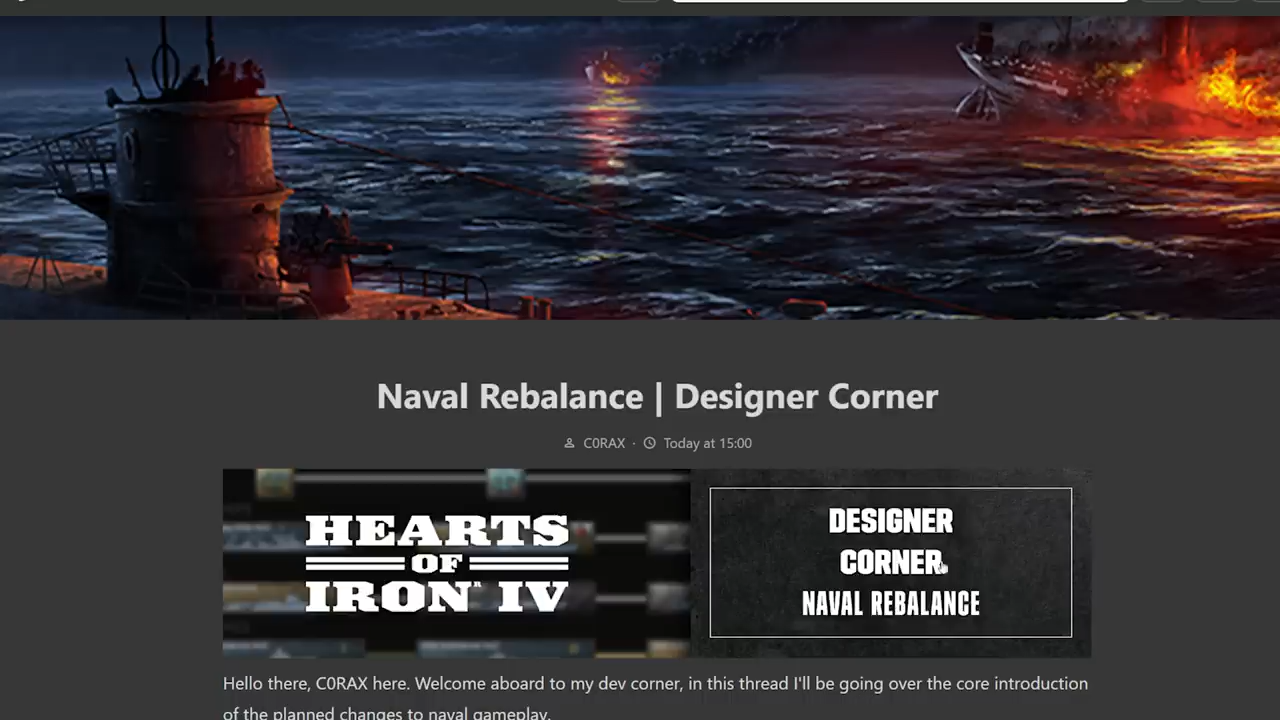 Naval Rebalance | Designer Corner
C0RAX · Today at 15:00
HEARTS
OF
IRON IV
DESIGNER
CORNER
NAVAL REBALANCE
Hello there, C0RAX here. Welcome aboard to my dev corner, in this thread I'll be going over the core introduction
of the planned changes to naval gameplay.